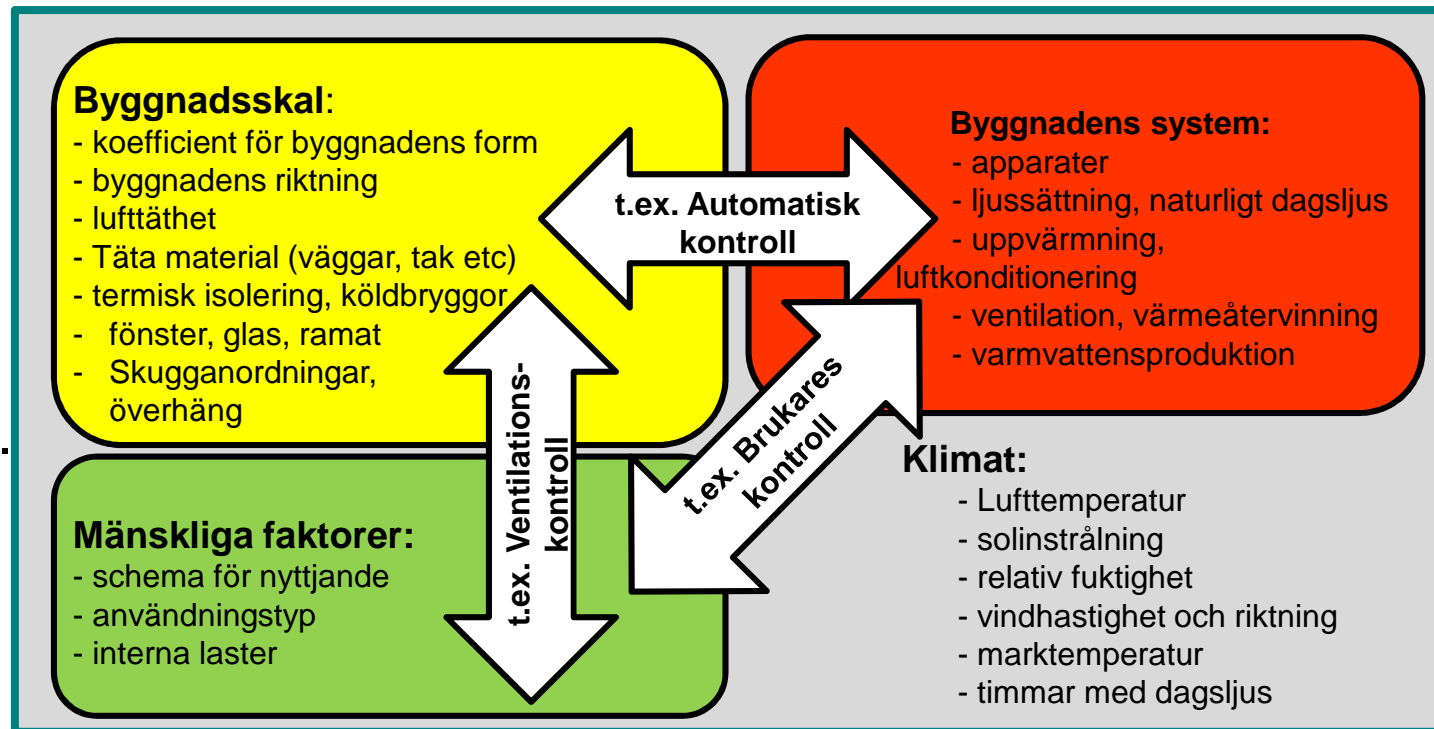 Byggnadsskal:
- koefficient för byggnadens form
- byggnadens riktning
- lufttäthet
- Täta material (väggar, tak etc)
- termisk isolering, köldbryggor
- fönster, glas, ramat
- Skugganordningar,
överhäng
t.ex. Automatisk
kontroll
Byggnadens system:
- apparater
- ljussättning, naturligt dagsljus
- uppvärmning,
luftkonditionering
- ventilation, värmeåtervinning
- varmvattensproduktion
t.ex. Ventilations-
kontroll
t.ex. Brukares
kontroll
Mänskliga faktorer:
- schema för nyttjande
- användningstyp
- interna laster
Klimat:
- Lufttemperatur
- solinstrålning
- relativ fuktighet
- vindhastighet och riktning
- marktemperatur
- timmar med dagsljus